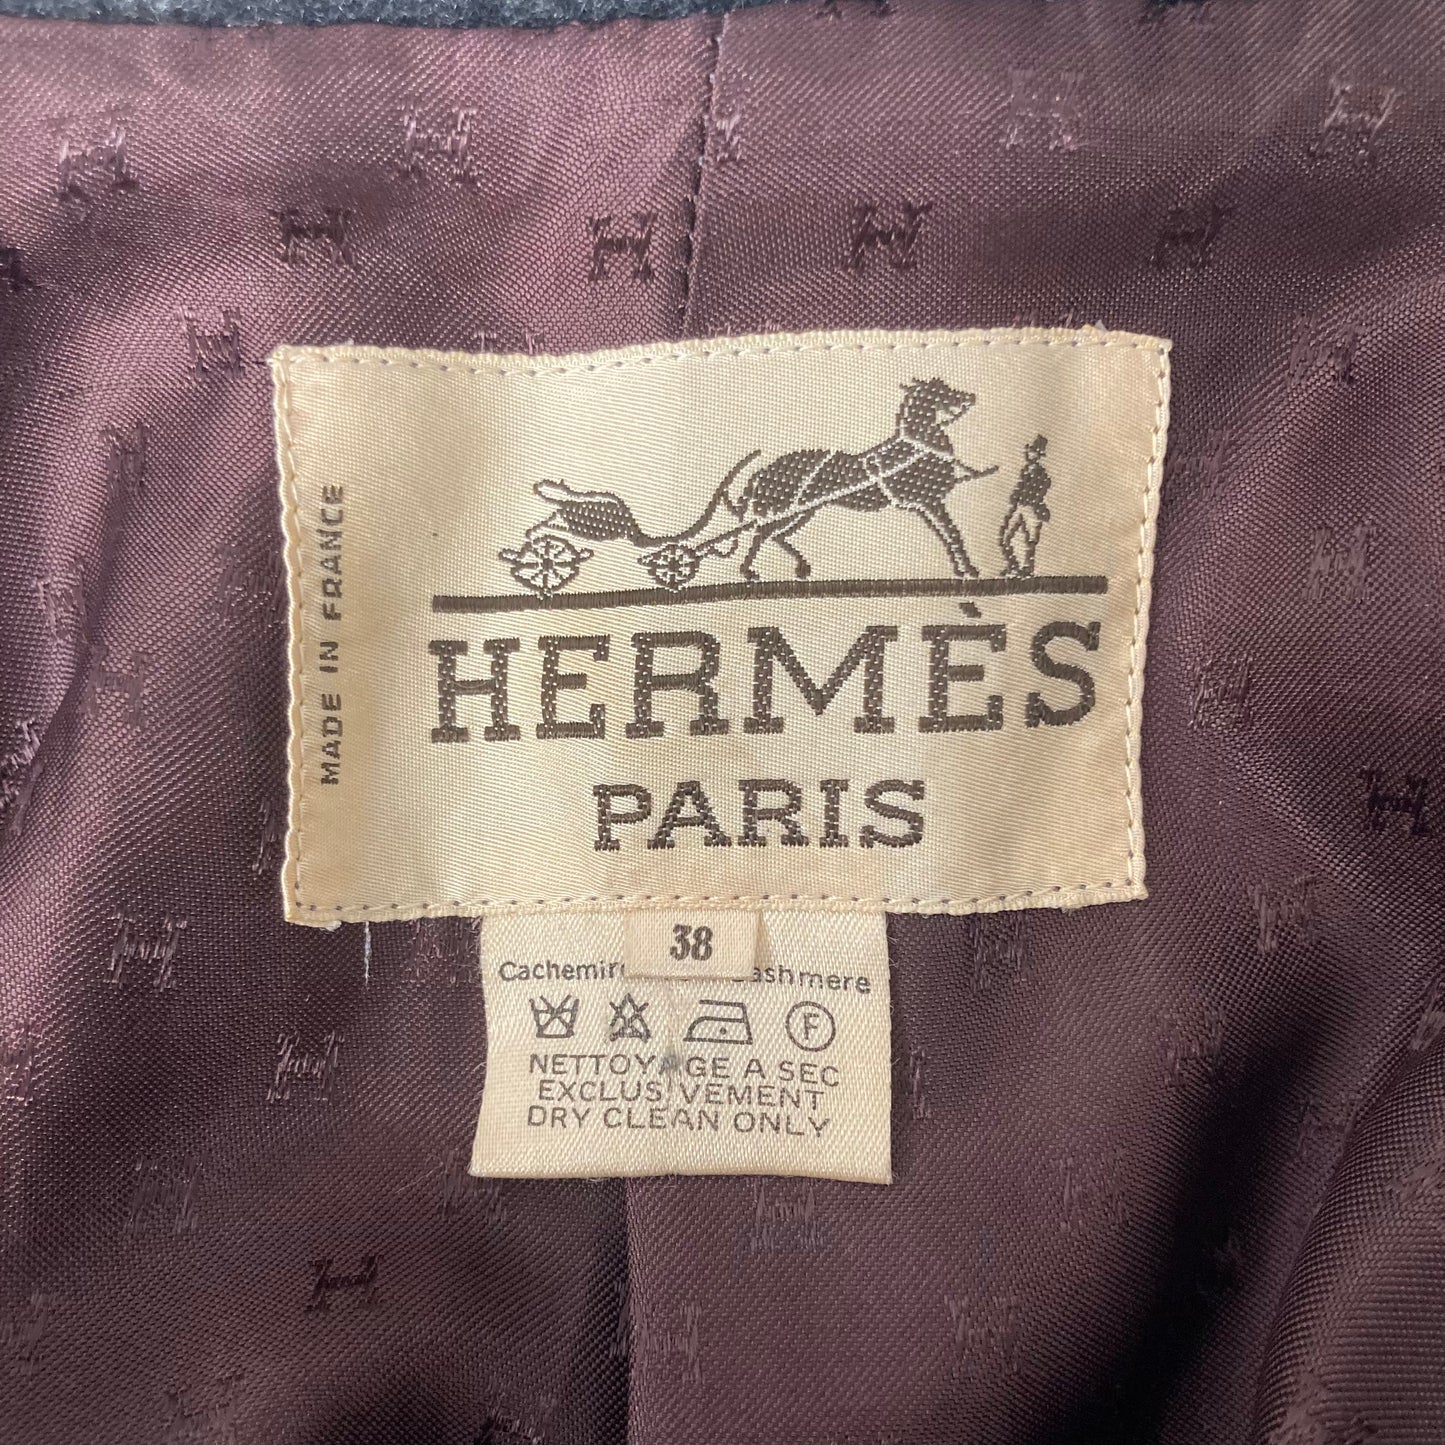 MADE IN FRANCE
HERMÈS
PARIS
38
NETTOYAGE A SEC
EXCLUSIVEMENT
DRY CLEAN ONLY
F